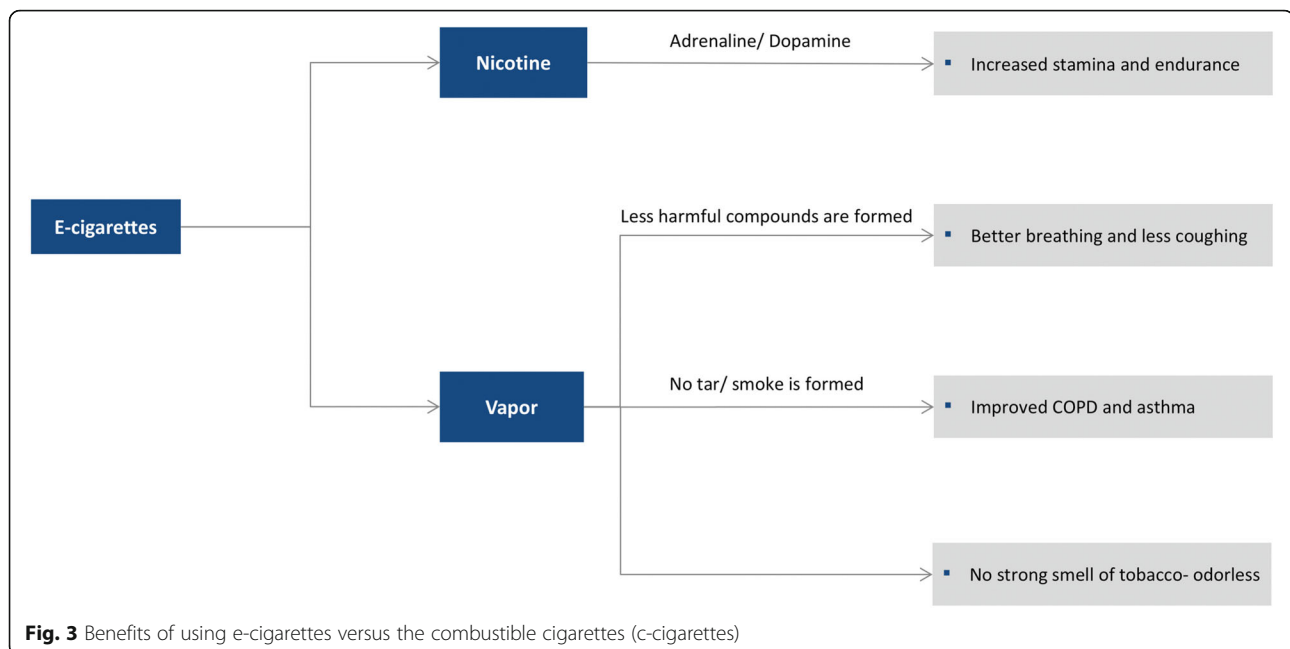 Adrenaline/ Dopamine
Nicotine
▪ Increased stamina and endurance
E-cigarettes
Less harmful compounds are formed
▪ Better breathing and less coughing
No tar/ smoke is formed
Vapor
▪ Improved COPD and asthma
▪ No strong smell of tobacco- odorless
Fig. 3 Benefits of using e-cigarettes versus the combustible cigarettes (c-cigarettes)